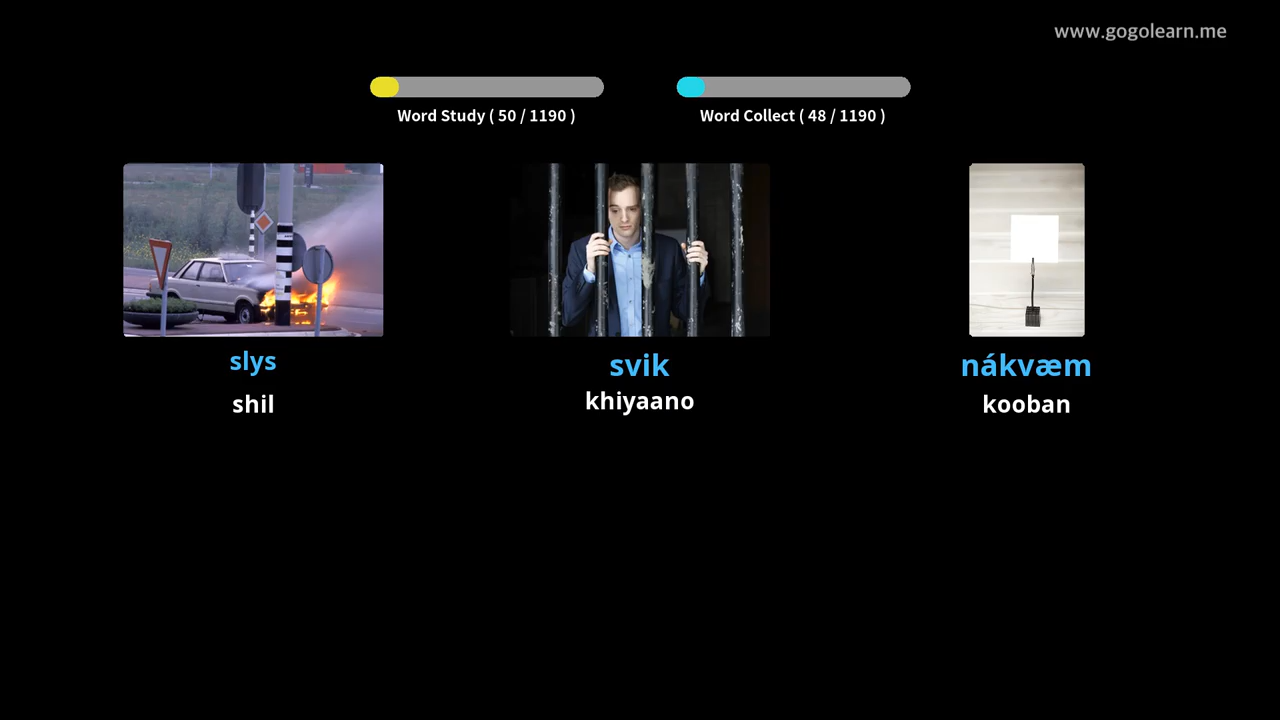 www.gogolearn.me
Word Study ( 50 / 1190 )
Word Collect ( 48 / 1190 )
slys
svik
nákvæm
shil
khiyaano
kooban